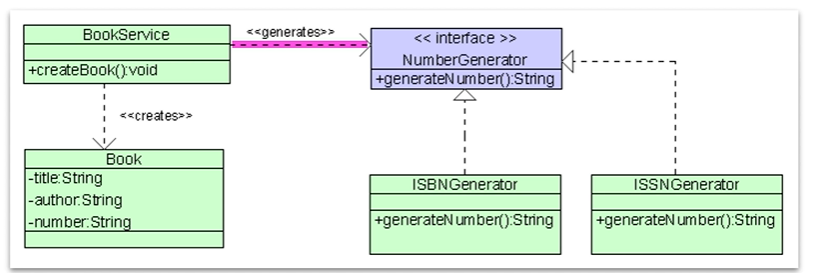 BookService
+createBook():void
<<generates>>
<< interface >>
NumberGenerator
+generateNumber():String
<<creates>>
Book
-title:String
-author:String
-number:String
ISBNGenerator
+generateNumber():String
ISSNGenerator
+generateNumber():String